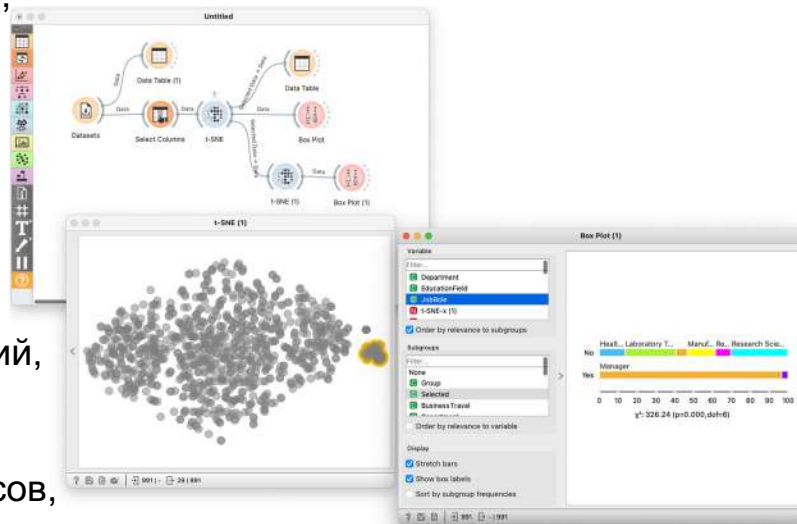 ,
Untitled
Data Table (1)
Data Table
Data
Selected Data → Data
Data
Data
Data
Datasets
Select Columns
t-SNE
Box Plot
Selected Data → Data
Data
t-SNE (1)
Box Plot (1)
t-SNE (1)
ий,
сов,
? 991 | - 29 | 991
Box Plot (1)
Variable
Filter...
Department
EducationField
JobRole
t-SNE-x (1)
Order by relevance to subgroups
Subgroups
Filter...
None
Group
Selected
BusinessTravel
Department
Order by relevance to variable
Display
Stretch bars
Show box labels
Sort by subgroup frequencies
? 991 - | 991
Healt... Laboratory T... Manuf... Re... Research Scie...
No
Manager
Yes
0 10 20 30 40 50 60 70 80 90 100
χ²: 326.24 (p=0.000, dof=6)